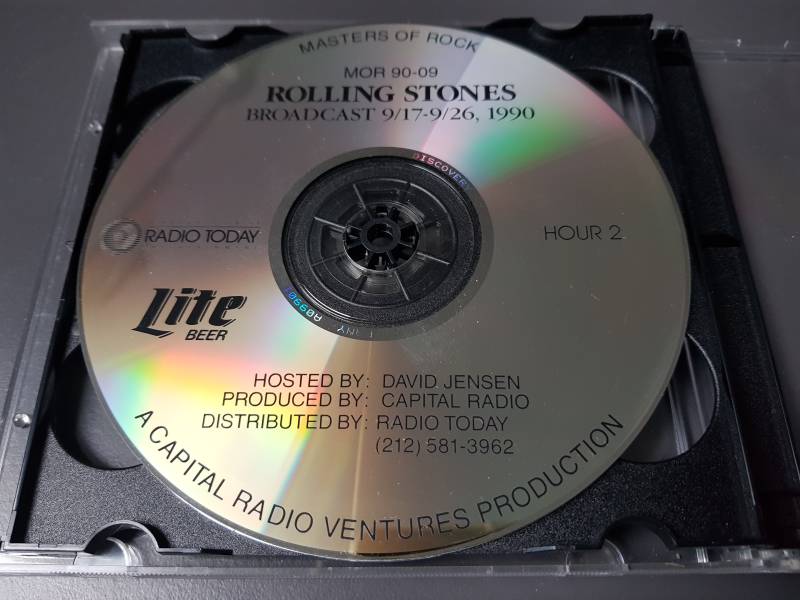 MASTERS OF ROCK
MOR 90-09
ROLLING STONES
BROADCAST 9/17-9/26, 1990
DISCOVER
RADIO TODAY
HOUR 2
Lite
BEER
HOSTED BY: DAVID JENSEN
PRODUCED BY: CAPITAL RADIO
DISTRIBUTED BY: RADIO TODAY
(212) 581-3962
A CAPITAL RADIO VENTURES PRODUCTION